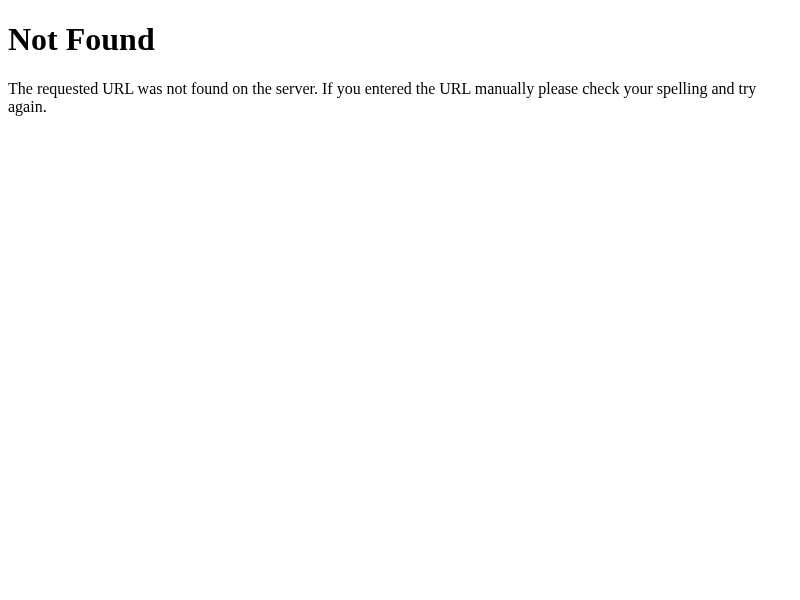 Not Found
The requested URL was not found on the server. If you entered the URL manually please check your spelling and try
again.